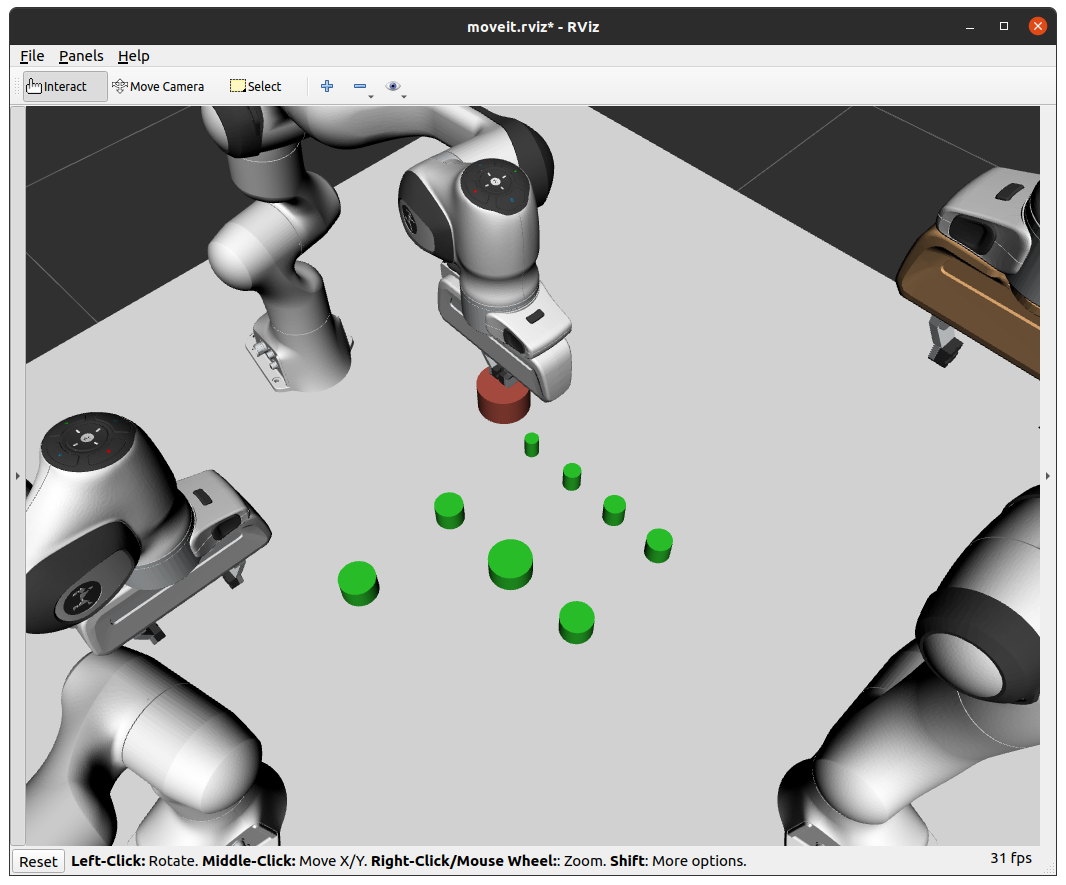 moveit.rviz* - RViz
File Panels Help
Interact Move Camera Select
Reset Left-Click: Rotate. Middle-Click: Move X/Y. Right-Click/Mouse Wheel:: Zoom. Shift: More options. 31 fps